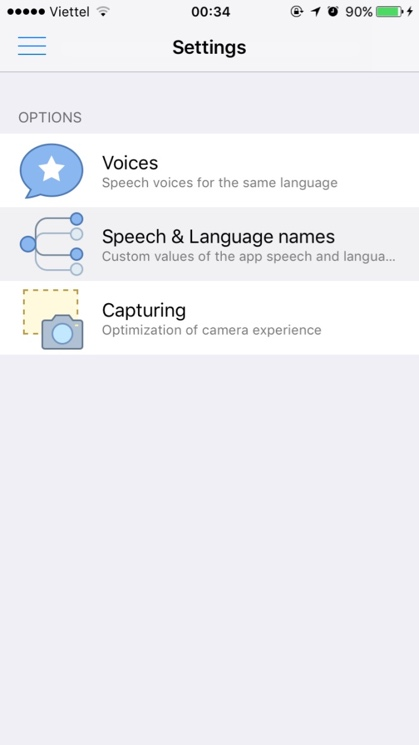 Viettel 00:34 90%
Settings
OPTIONS
Voices
Speech voices for the same language
Speech & Language names
Custom values of the app speech and langua...
Capturing
Optimization of camera experience